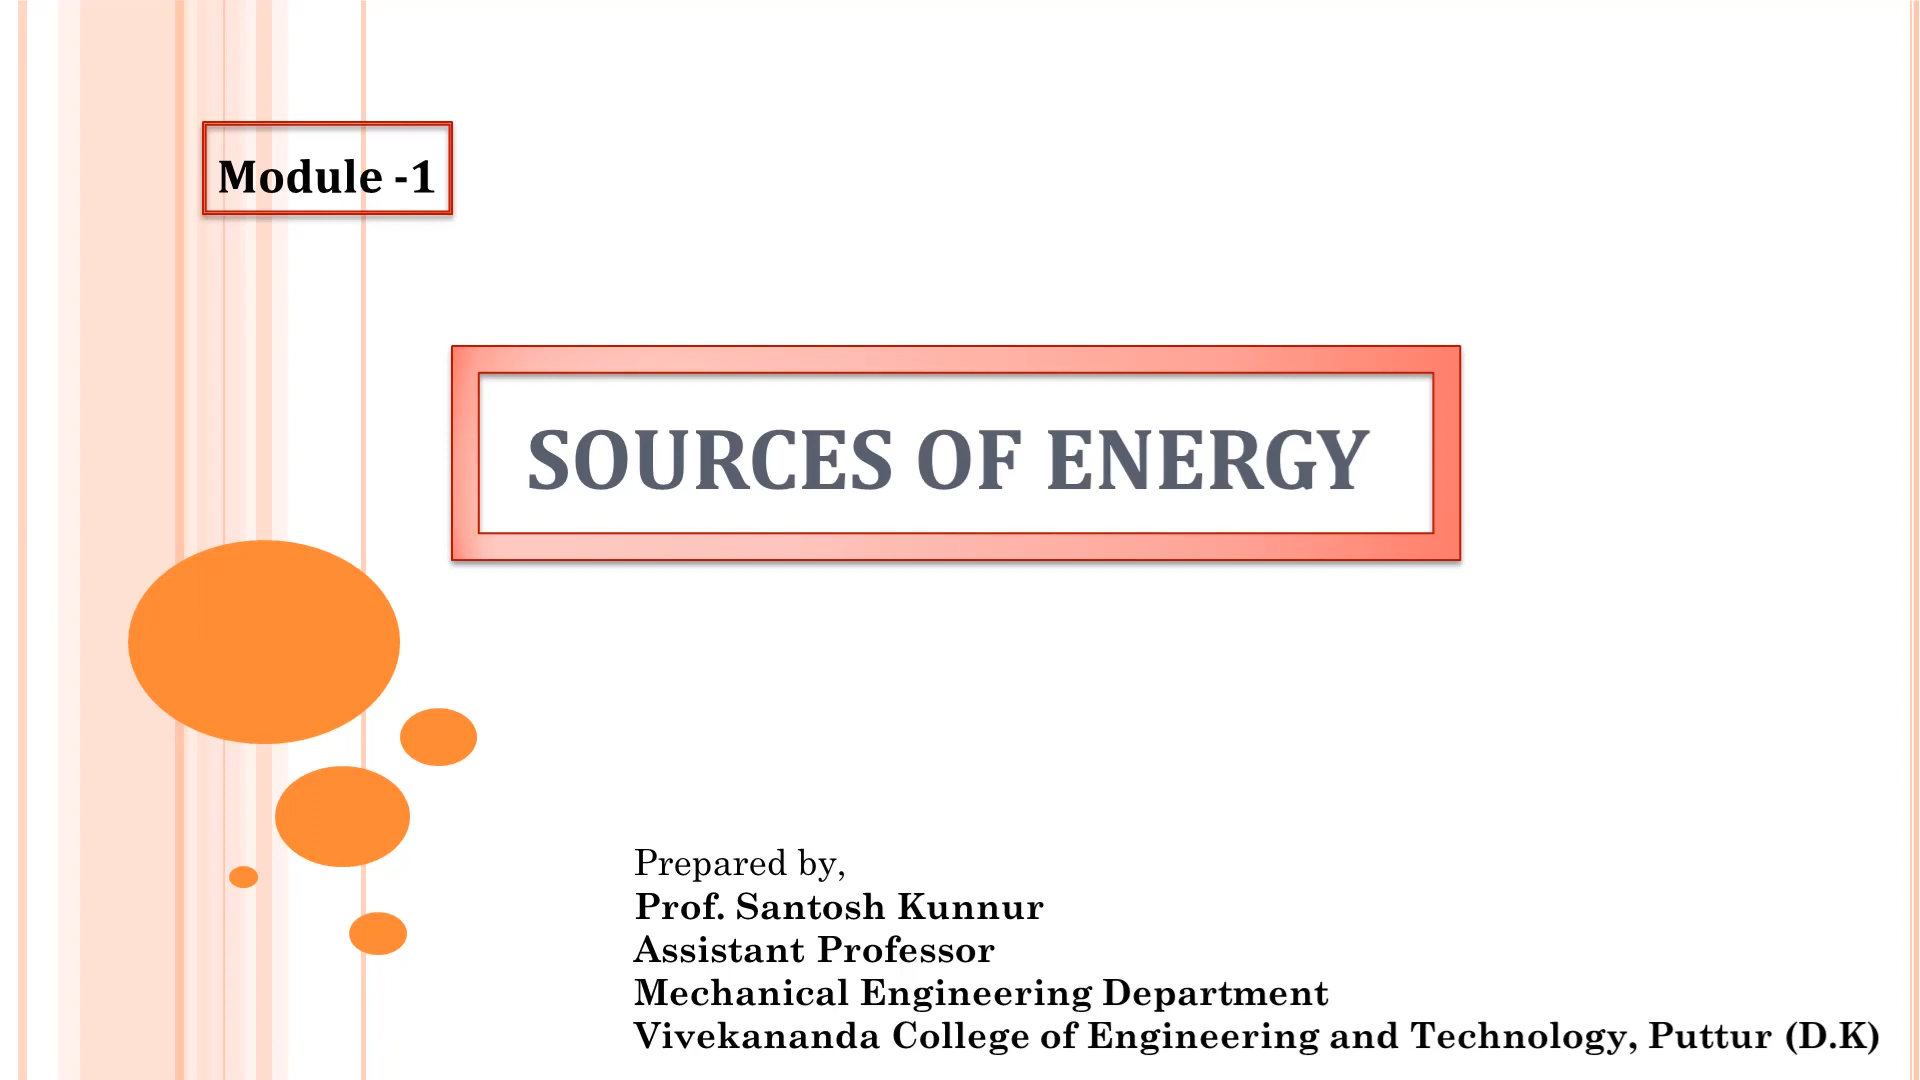 Module -1
SOURCES OF ENERGY
Prepared by,
Prof. Santosh Kunnur
Assistant Professor
Mechanical Engineering Department
Vivekananda College of Engineering and Technology, Puttur (D.K)